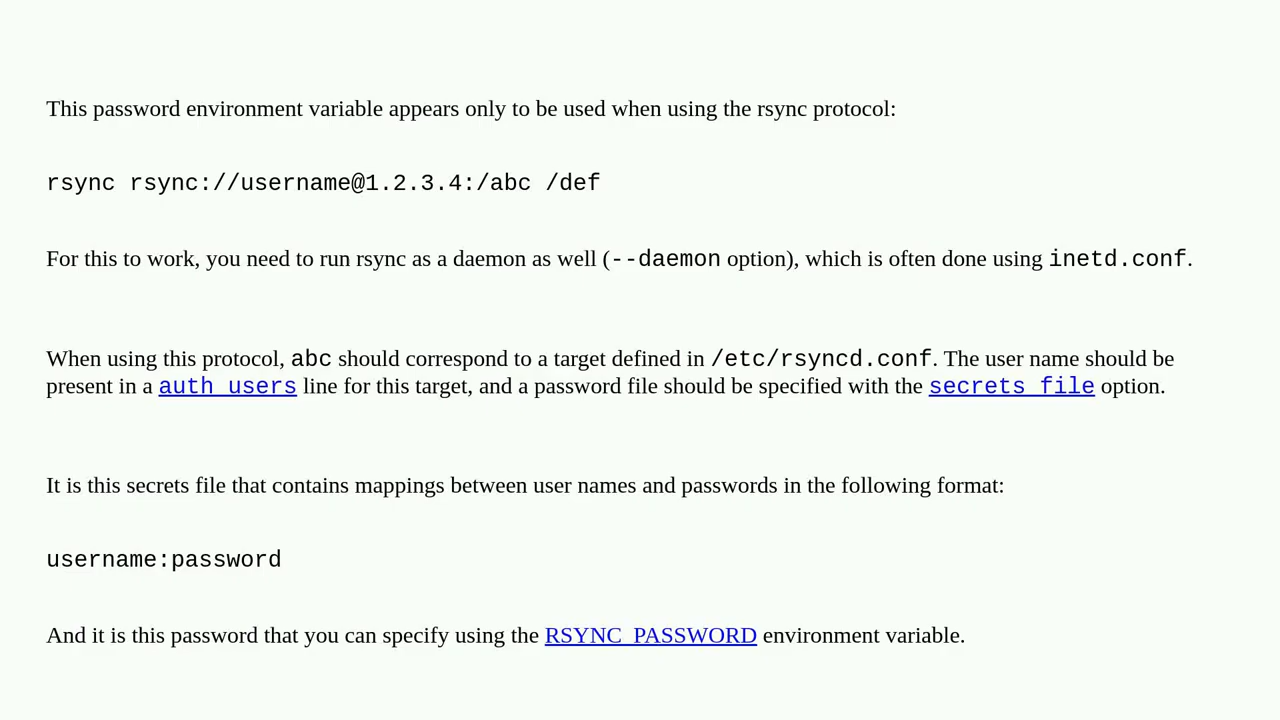 This password environment variable appears only to be used when using the rsync protocol:
rsync rsync://username@1.2.3.4:/abc /def
For this to work, you need to run rsync as a daemon as well (--daemon option), which is often done using inetd.conf.
When using this protocol, abc should correspond to a target defined in /etc/rsyncd.conf. The user name should be
present in a auth users line for this target, and a password file should be specified with the secrets file option.
It is this secrets file that contains mappings between user names and passwords in the following format:
username:password
And it is this password that you can specify using the RSYNC_PASSWORD environment variable.